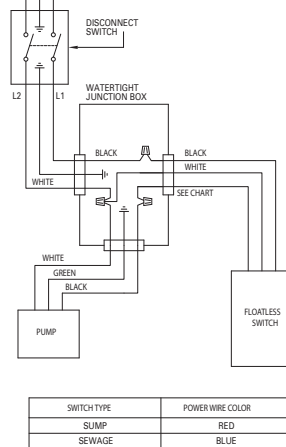 DISCONNECT
SWITCH
L2
L1
WATERTIGHT
JUNCTION BOX
BLACK
BLACK
WHITE
WHITE
SEE CHART
WHITE
GREEN
BLACK
PUMP
FLOATLESS
SWITCH
SWITCH TYPE POWER WIRE COLOR
SUMP RED
SEWAGE BLUE